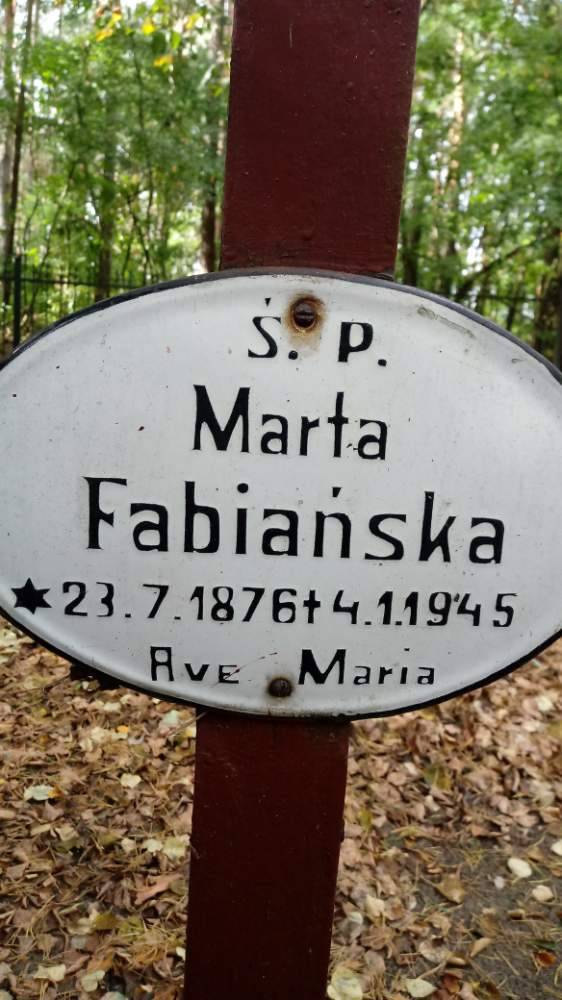 Ś. P.
Marta
Fabiańska
★ 23.7.1876 † 4.1.1945
Ave Maria